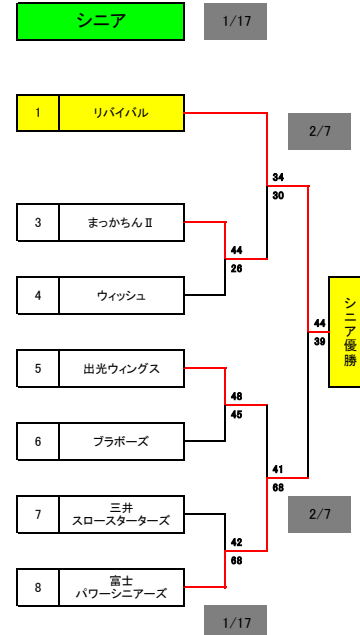 シニア
1/17
1
リバイバル
2/7
34
30
3
まっかちんⅡ
44
26
4
ウィッシュ
44
39
シニア優勝
5
出光ウィングス
48
45
6
ブラボーズ
41
68
7
三井
スロースターターズ
2/7
42
68
8
富士
パワーシニアーズ
1/17